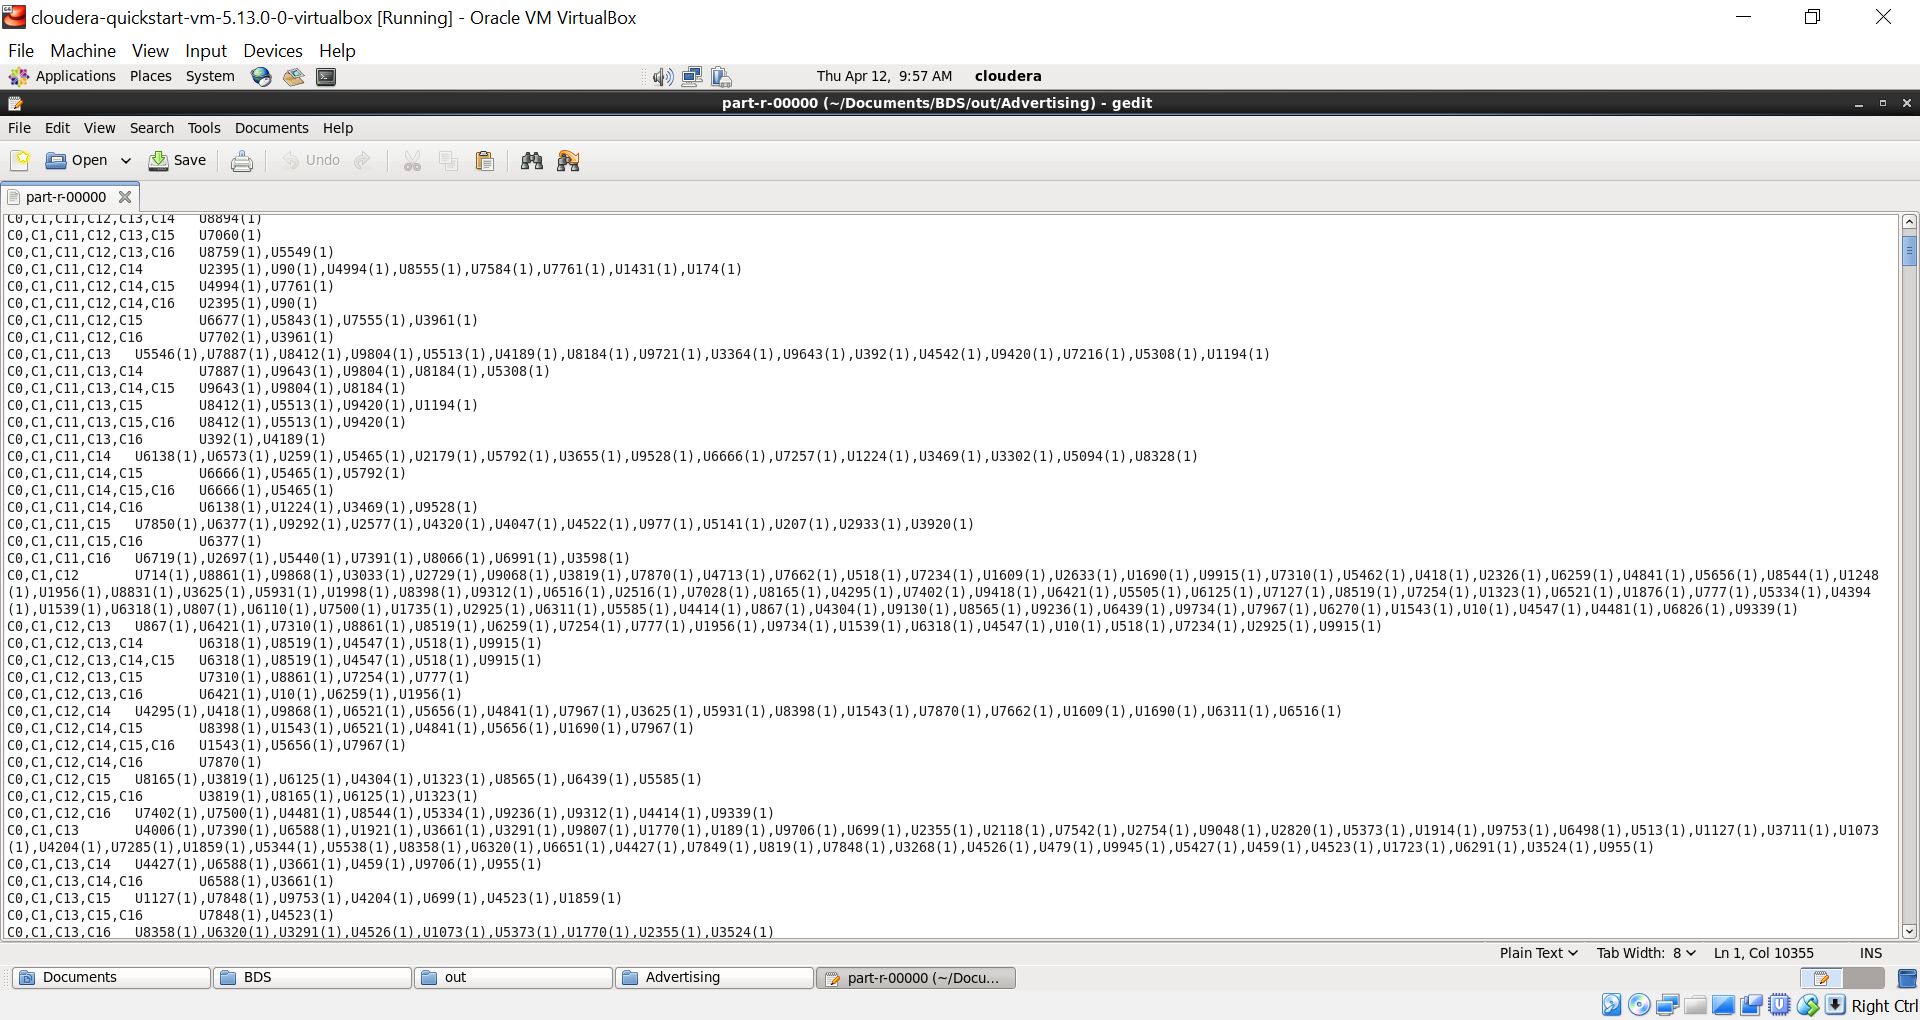 cloudera-quickstart-vm-5.13.0-0-virtualbox [Running] - Oracle VM VirtualBox
File Machine View Input Devices Help
Applications Places System Thu Apr 12, 9:57 AM cloudera
part-r-00000 (~/Documents/BDS/out/Advertising) - gedit
File Edit View Search Tools Documents Help
Open Save Undo
part-r-00000
C0,C1,C11,C12,C13,C14 U8894(1)
C0,C1,C11,C12,C13,C15 U7060(1)
C0,C1,C11,C12,C13,C16 U8759(1),U5549(1)
C0,C1,C11,C12,C14 U2395(1),U90(1),U4994(1),U8555(1),U7584(1),U7761(1),U1431(1),U174(1)
C0,C1,C11,C12,C14,C15 U4994(1),U7761(1)
C0,C1,C11,C12,C14,C16 U2395(1),U90(1)
C0,C1,C11,C12,C15 U6677(1),U5843(1),U7555(1),U3961(1)
C0,C1,C11,C12,C16 U7702(1),U3961(1)
C0,C1,C11,C13 U5546(1),U7887(1),U8412(1),U9804(1),U5513(1),U4189(1),U8184(1),U9721(1),U3364(1),U9643(1),U392(1),U4542(1),U9420(1),U7216(1),U5308(1),U1194(1)
C0,C1,C11,C13,C14 U7887(1),U9643(1),U9804(1),U8184(1),U5308(1)
C0,C1,C11,C13,C14,C15 U9643(1),U9804(1),U8184(1)
C0,C1,C11,C13,C15 U8412(1),U5513(1),U9420(1),U1194(1)
C0,C1,C11,C13,C15,C16 U8412(1),U5513(1),U9420(1)
C0,C1,C11,C13,C16 U392(1),U4189(1)
C0,C1,C11,C14 U6138(1),U6573(1),U259(1),U5465(1),U2179(1),U5792(1),U3655(1),U9528(1),U6666(1),U7257(1),U1224(1),U3469(1),U3302(1),U5094(1),U8328(1)
C0,C1,C11,C14,C15 U6666(1),U5465(1),U5792(1)
C0,C1,C11,C14,C15,C16 U6666(1),U5465(1)
C0,C1,C11,C14,C16 U6138(1),U1224(1),U3469(1),U9528(1)
C0,C1,C11,C15 U7850(1),U6377(1),U9292(1),U2577(1),U4320(1),U4047(1),U4522(1),U977(1),U5141(1),U207(1),U2933(1),U3920(1)
C0,C1,C11,C15,C16 U6377(1)
C0,C1,C11,C16 U6719(1),U2697(1),U5440(1),U7391(1),U8066(1),U6991(1),U3598(1)
C0,C1,C12 U714(1),U8861(1),U9868(1),U3033(1),U2729(1),U9068(1),U3819(1),U7870(1),U4713(1),U7662(1),U518(1),U7234(1),U1609(1),U2633(1),U1690(1),U9915(1),U7310(1),U5462(1),U418(1),U2326(1),U6259(1),U4841(1),U5656(1),U8544(1),U1248
(1),U1956(1),U8831(1),U3625(1),U5931(1),U1998(1),U8398(1),U9312(1),U6516(1),U2516(1),U7028(1),U8165(1),U4295(1),U7402(1),U9418(1),U6421(1),U5505(1),U6125(1),U7127(1),U8519(1),U7254(1),U1323(1),U6521(1),U1876(1),U777(1),U5334(1),U4394
(1),U1539(1),U6318(1),U807(1),U6110(1),U7500(1),U1735(1),U2925(1),U6311(1),U5585(1),U4414(1),U867(1),U4304(1),U9130(1),U8565(1),U9236(1),U6439(1),U9734(1),U7967(1),U6270(1),U1543(1),U10(1),U4547(1),U4481(1),U6826(1),U9339(1)
C0,C1,C12,C13 U867(1),U6421(1),U7310(1),U8861(1),U8519(1),U6259(1),U7254(1),U777(1),U1956(1),U9734(1),U1539(1),U6318(1),U4547(1),U10(1),U518(1),U7234(1),U2925(1),U9915(1)
C0,C1,C12,C13,C14 U6318(1),U8519(1),U4547(1),U518(1),U9915(1)
C0,C1,C12,C13,C14,C15 U6318(1),U8519(1),U4547(1),U518(1),U9915(1)
C0,C1,C12,C13,C15 U7310(1),U8861(1),U7254(1),U777(1)
C0,C1,C12,C13,C16 U6421(1),U10(1),U6259(1),U1956(1)
C0,C1,C12,C14 U4295(1),U418(1),U9868(1),U6521(1),U5656(1),U4841(1),U7967(1),U3625(1),U5931(1),U8398(1),U1543(1),U7870(1),U7662(1),U1609(1),U1690(1),U6311(1),U6516(1)
C0,C1,C12,C14,C15 U8398(1),U1543(1),U6521(1),U4841(1),U5656(1),U1690(1),U7967(1)
C0,C1,C12,C14,C15,C16 U1543(1),U5656(1),U7967(1)
C0,C1,C12,C14,C16 U7870(1)
C0,C1,C12,C15 U8165(1),U3819(1),U6125(1),U4304(1),U1323(1),U8565(1),U6439(1),U5585(1)
C0,C1,C12,C15,C16 U3819(1),U8165(1),U6125(1),U1323(1)
C0,C1,C12,C16 U7402(1),U7500(1),U4481(1),U8544(1),U5334(1),U9236(1),U9312(1),U4414(1),U9339(1)
C0,C1,C13 U4006(1),U7390(1),U6588(1),U1921(1),U3661(1),U3291(1),U9807(1),U1770(1),U189(1),U9706(1),U699(1),U2355(1),U2118(1),U7542(1),U2754(1),U9048(1),U2820(1),U5373(1),U1914(1),U9753(1),U6498(1),U513(1),U1127(1),U3711(1),U1073
(1),U4204(1),U7285(1),U1859(1),U5344(1),U5538(1),U8358(1),U6320(1),U6651(1),U4427(1),U7849(1),U819(1),U7848(1),U3268(1),U4526(1),U479(1),U9945(1),U5427(1),U459(1),U4523(1),U1723(1),U6291(1),U3524(1),U955(1)
C0,C1,C13,C14 U4427(1),U6588(1),U3661(1),U459(1),U9706(1),U955(1)
C0,C1,C13,C14,C16 U6588(1),U3661(1)
C0,C1,C13,C15 U1127(1),U7848(1),U9753(1),U4204(1),U699(1),U4523(1),U1859(1)
C0,C1,C13,C15,C16 U7848(1),U4523(1)
C0,C1,C13,C16 U8358(1),U6320(1),U3291(1),U4526(1),U1073(1),U5373(1),U1770(1),U2355(1),U3524(1)
Plain Text Tab Width: 8 Ln 1, Col 10355 INS
Documents BDS out Advertising part-r-00000 (~/Docu...
Right Ctrl